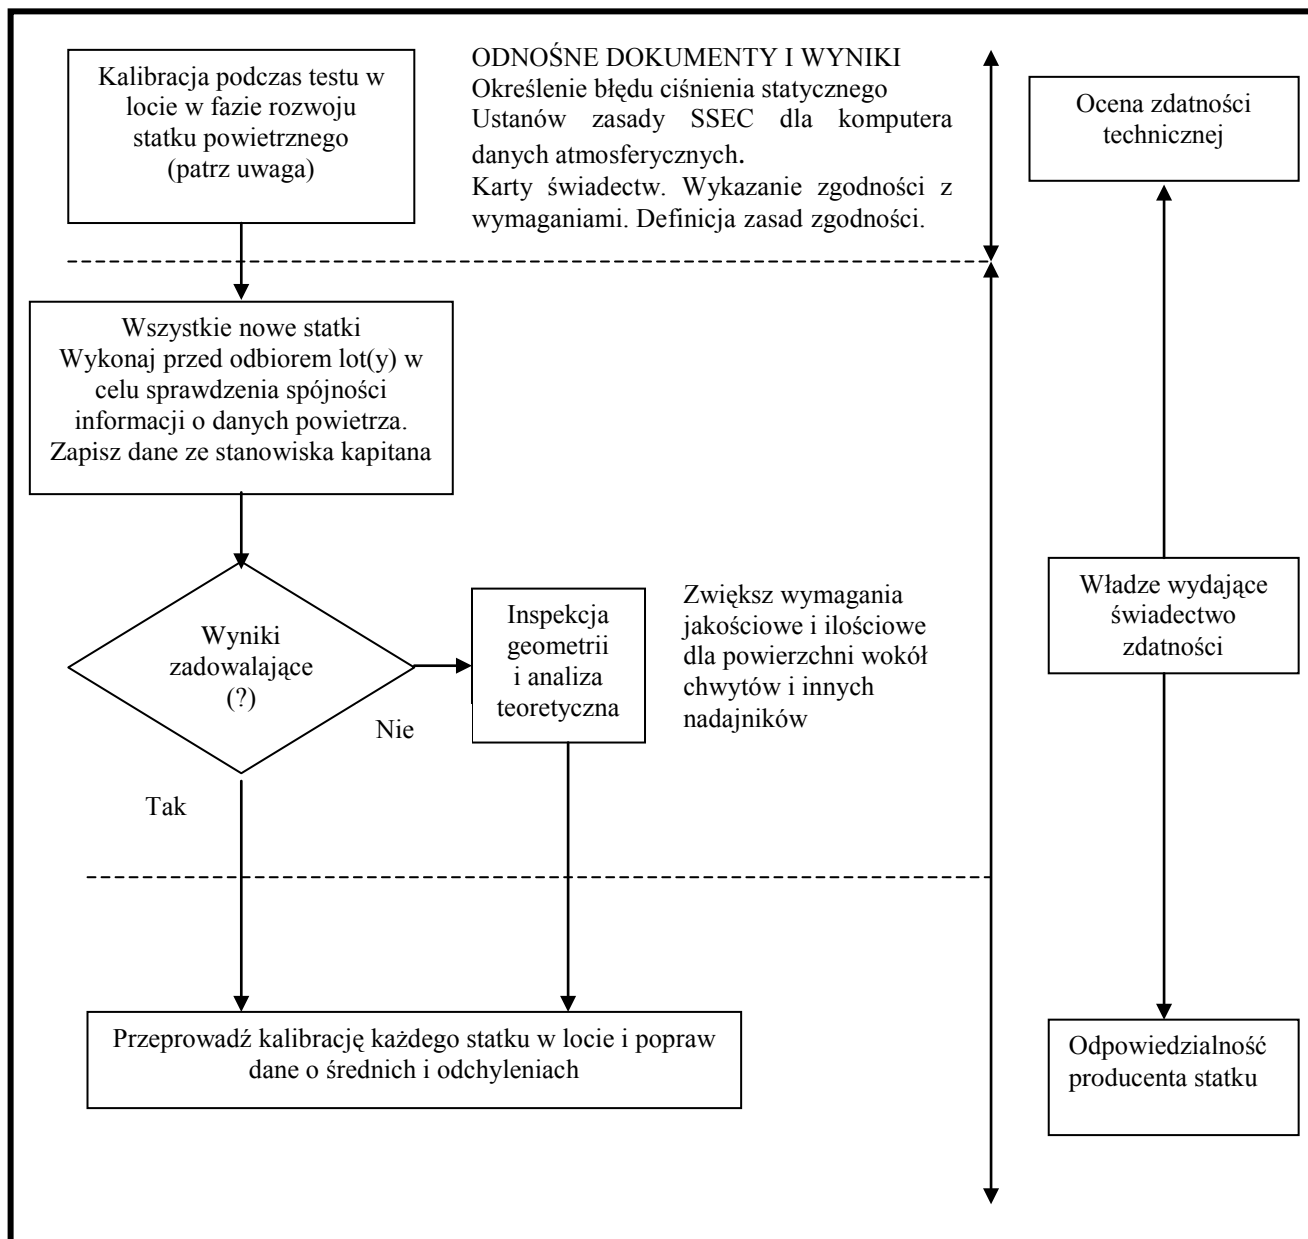 Kalibracja podczas testu w
locie w fazie rozwoju
statku powietrznego
(patrz uwaga)
ODNOŚNE DOKUMENTY I WYNIKI
Określenie błędu ciśnienia statycznego
Ustanów zasady SSEC dla komputera
danych atmosferycznych.
Karty świadectw. Wykazanie zgodności z
wymaganiami. Definicja zasad zgodności.
Ocena zdatności
technicznej
Wszystkie nowe statki
Wykonaj przed odbiorem lot(y) w
celu sprawdzenia spójności
informacji o danych powietrza.
Zapisz dane ze stanowiska kapitana
Wyniki
zadowalające
(?)
Nie
Tak
Inspekcja
geometrii
i analiza
teoretyczna
Zwiększ wymagania
jakościowe i ilościowe
dla powierzchni wokół
chwytów i innych
nadajników
Władze wydające
świadectwo
zdatności
Przeprowadź kalibrację każdego statku w locie i popraw
dane o średnich i odchyleniach
Odpowiedzialność
producenta statku